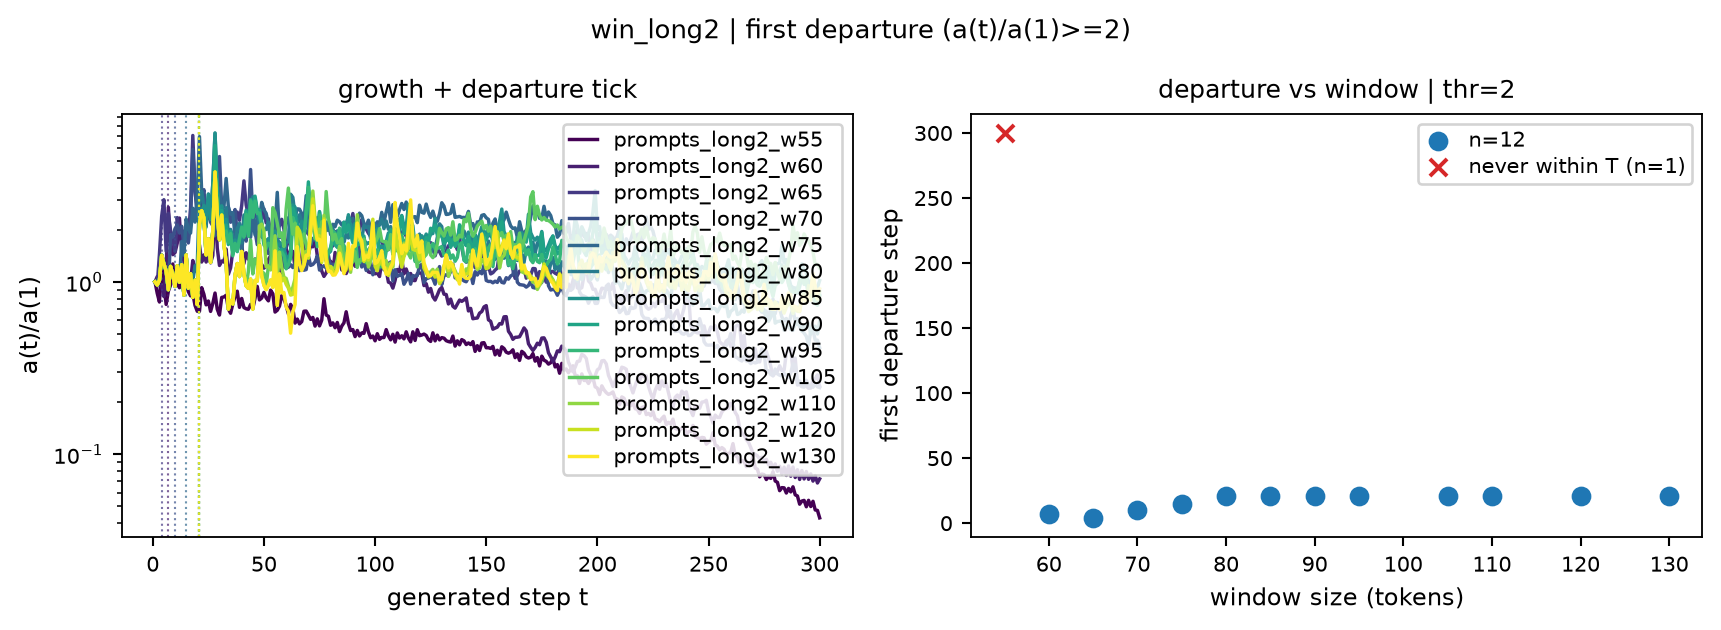 win_long2 | first departure (a(t)/a(1)>=2)
growth + departure tick
a(t)/a(1)
10⁰
10⁻¹
0 50 100 150 200 250 300
generated step t
prompts_long2_w55
prompts_long2_w60
prompts_long2_w65
prompts_long2_w70
prompts_long2_w75
prompts_long2_w80
prompts_long2_w85
prompts_long2_w90
prompts_long2_w95
prompts_long2_w105
prompts_long2_w110
prompts_long2_w120
prompts_long2_w130
departure vs window | thr=2
first departure step
300
250
200
150
100
50
0
60 70 80 90 100 110 120 130
window size (tokens)
n=12
never within T (n=1)